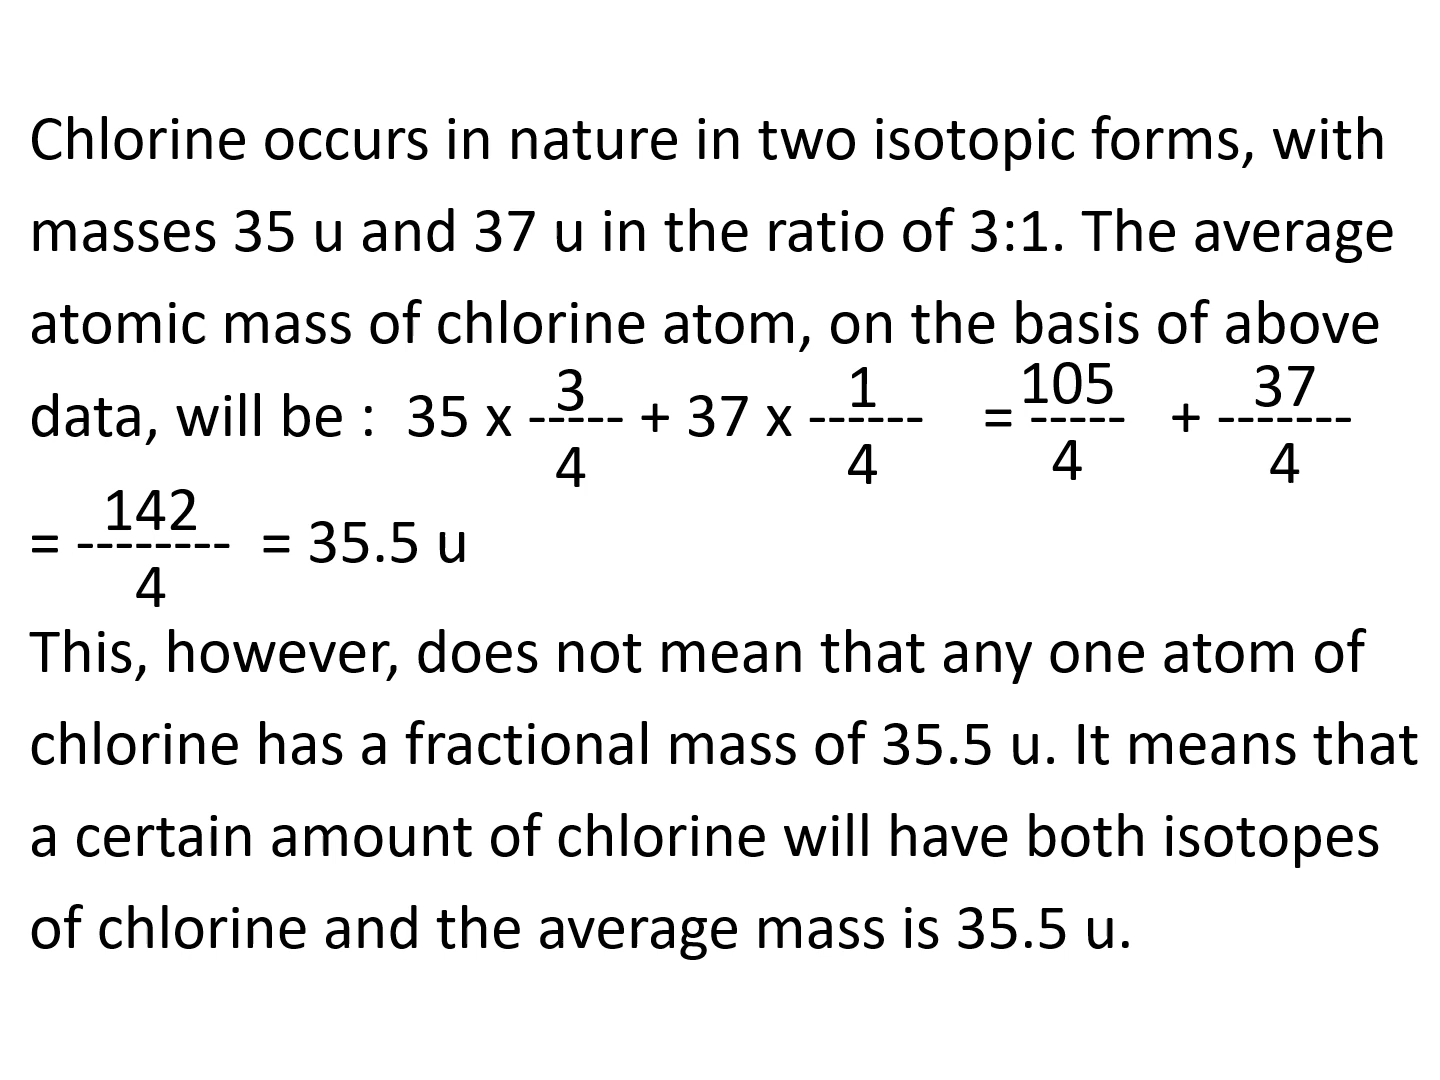 Chlorine occurs in nature in two isotopic forms, with
masses 35 u and 37 u in the ratio of 3:1. The average
atomic mass of chlorine atom, on the basis of above
3 1 105 37
data, will be : 35 x ----- + 37 x ------ = ----- + -------
4 4 4 4
142
= -------- = 35.5 u
4
This, however, does not mean that any one atom of
chlorine has a fractional mass of 35.5 u. It means that
a certain amount of chlorine will have both isotopes
of chlorine and the average mass is 35.5 u.